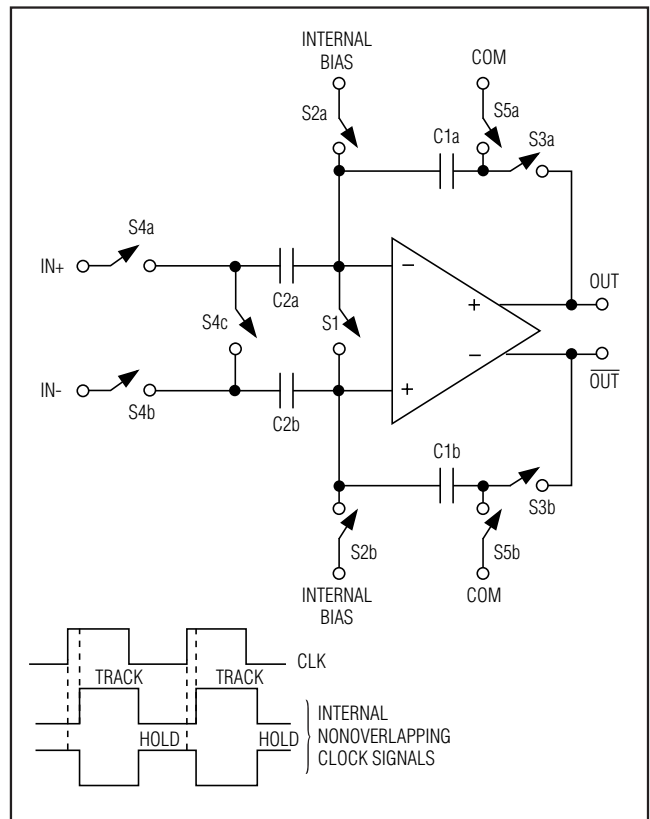 INTERNAL
BIAS
COM
S2a
S5a
C1a
S3a
S4a
IN+
C2a
−
OUT
+
S4c
S1
−
OUT
IN-
+
S4b
C2b
C1b
S3b
S2b
S5b
INTERNAL
BIAS
COM
CLK
TRACK
TRACK
HOLD
HOLD
INTERNAL
NONOVERLAPPING
CLOCK SIGNALS